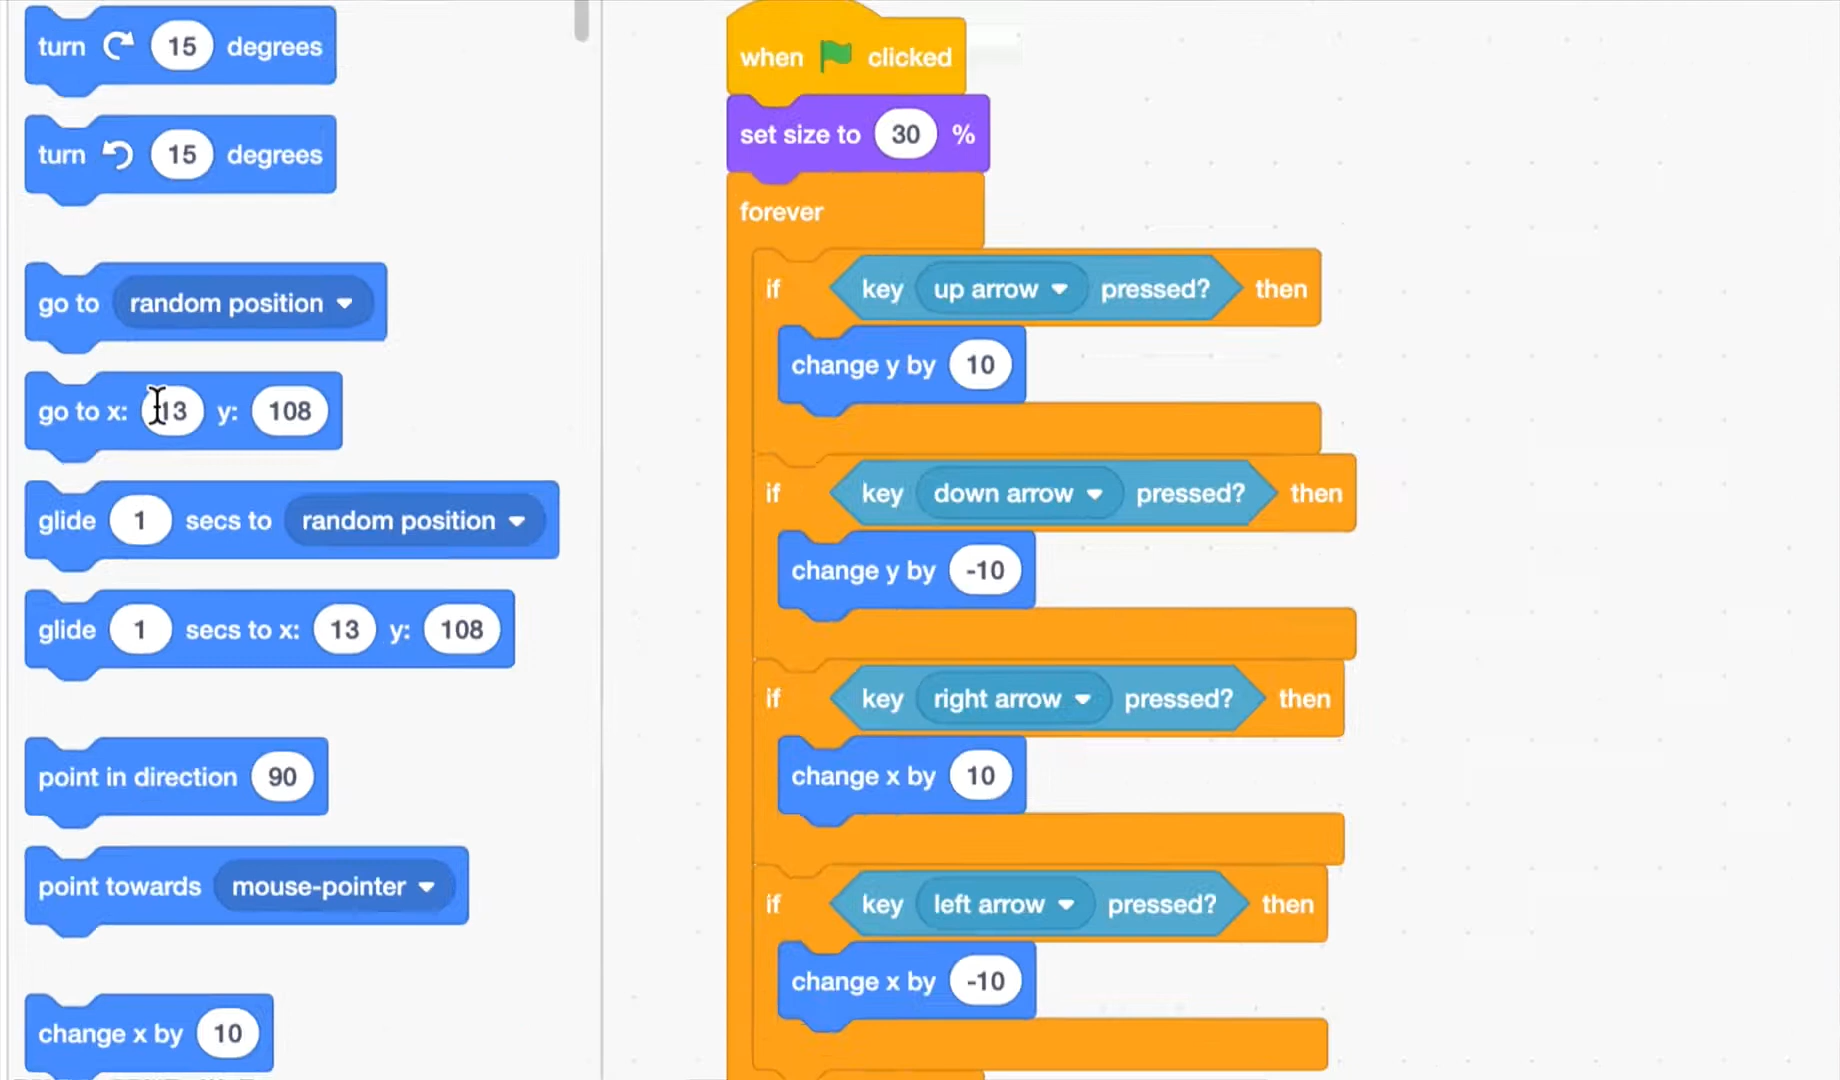 turn 15 degrees
turn 15 degrees
go to random position
go to x: 13 y: 108
glide 1 secs to random position
glide 1 secs to x: 13 y: 108
point in direction 90
point towards mouse-pointer
change x by 10
when clicked
set size to 30 %
forever
if key up arrow pressed? then
change y by 10
if key down arrow pressed? then
change y by -10
if key right arrow pressed? then
change x by 10
if key left arrow pressed? then
change x by -10